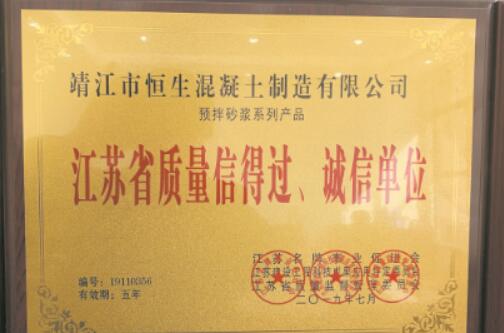 靖江市恒生混凝土制造有限公司
预拌砂浆系列产品
江苏省质量信得过、诚信单位
江苏名牌事业促进会
编号：19110356
有效期：五年
二〇一九年七月